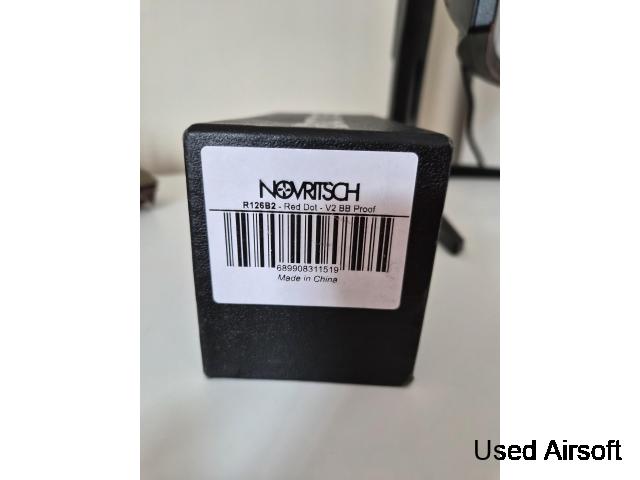 NOVRITSCH
R126B2 - Red Dot - V2 BB Proof
689908311519
Made in China
Used Airsoft